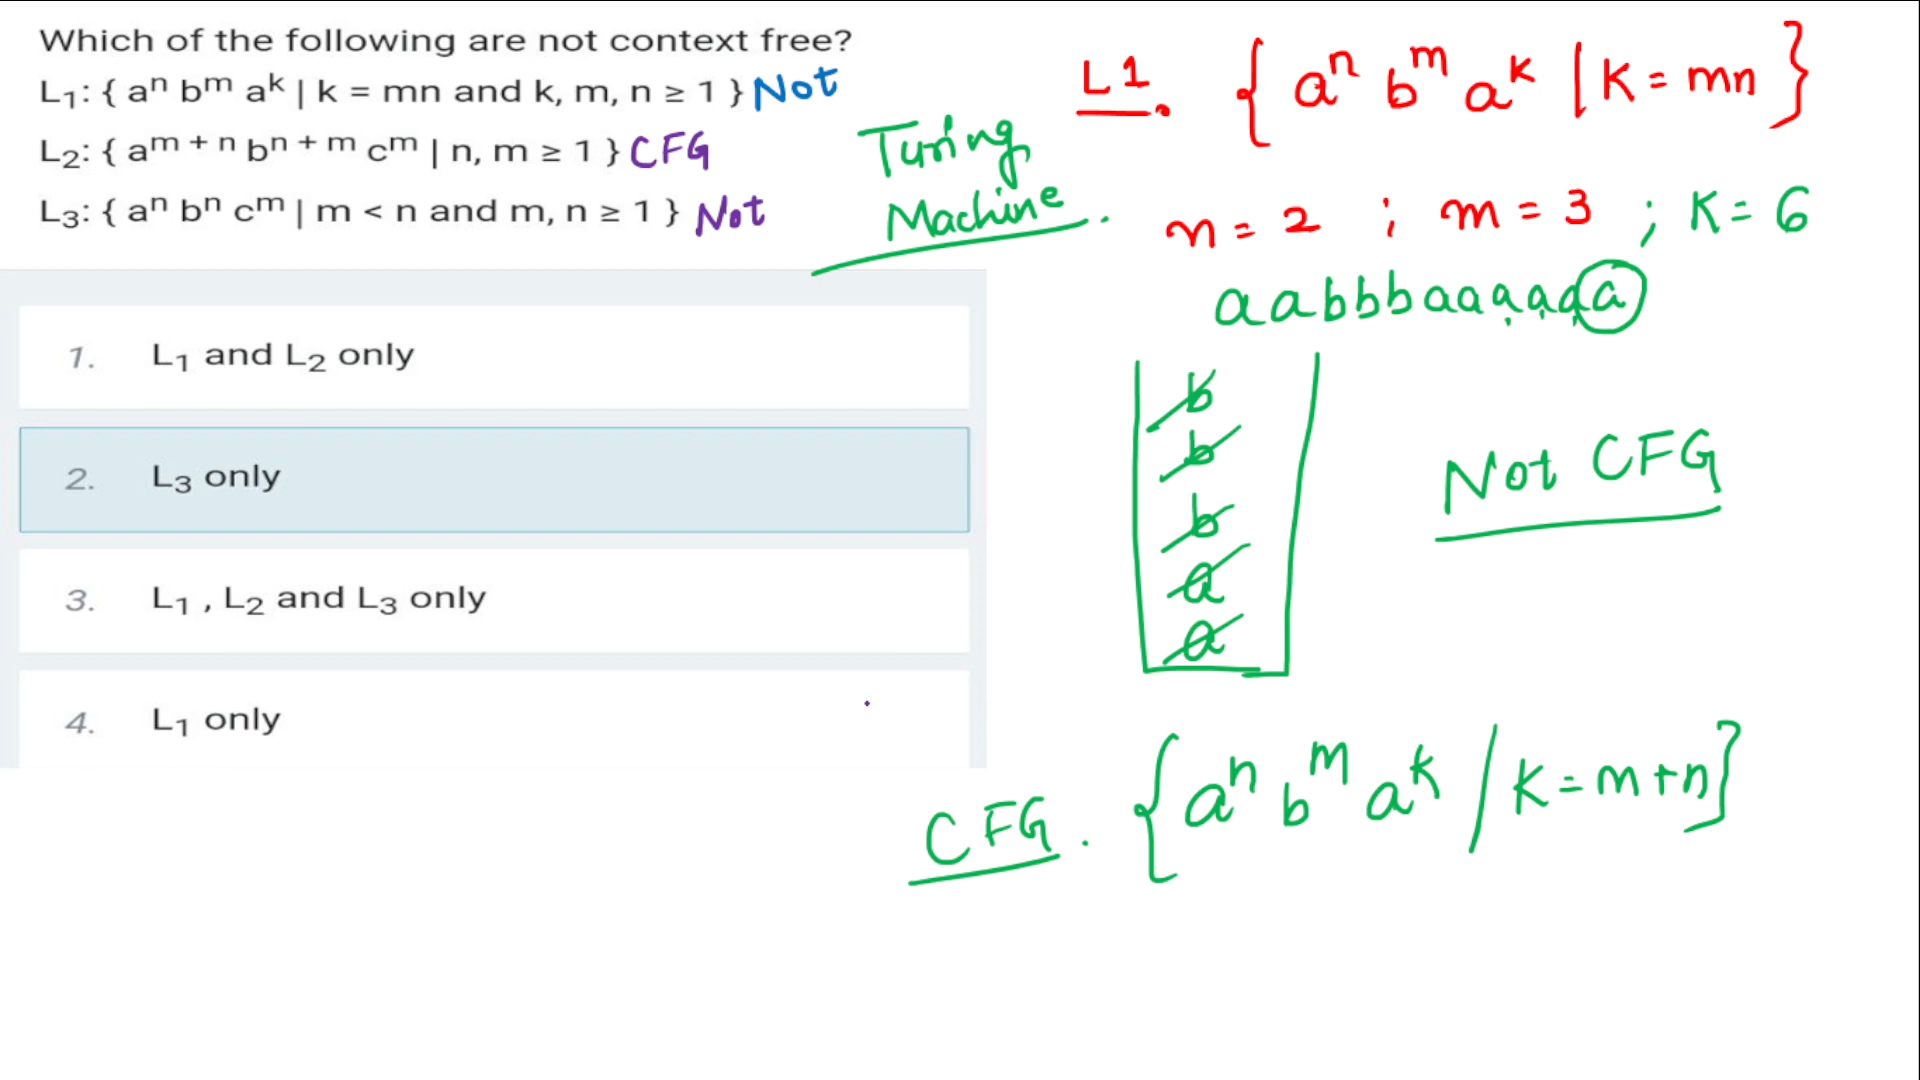 Which of the following are not context free?
L₁: { aⁿ bᵐ aᵏ | k = mn and k, m, n ≥ 1 } Not
L₂: { aᵐ⁺ⁿ bⁿ⁺ᵐ cᵐ | n, m ≥ 1 } CFG
L₃: { aⁿ bⁿ cᵐ | m < n and m, n ≥ 1 } Not
1. L₁ and L₂ only
2. L₃ only
3. L₁ , L₂ and L₃ only
4. L₁ only
Turing
Machine.
L1. { aⁿ bᵐ aᵏ | K = mn }
n = 2 ; m = 3 ; K = 6
aabbbaaaaaa
b
b
b
a
a
Not CFG
CFG. { aⁿ bᵐ aᵏ / K = m+n }